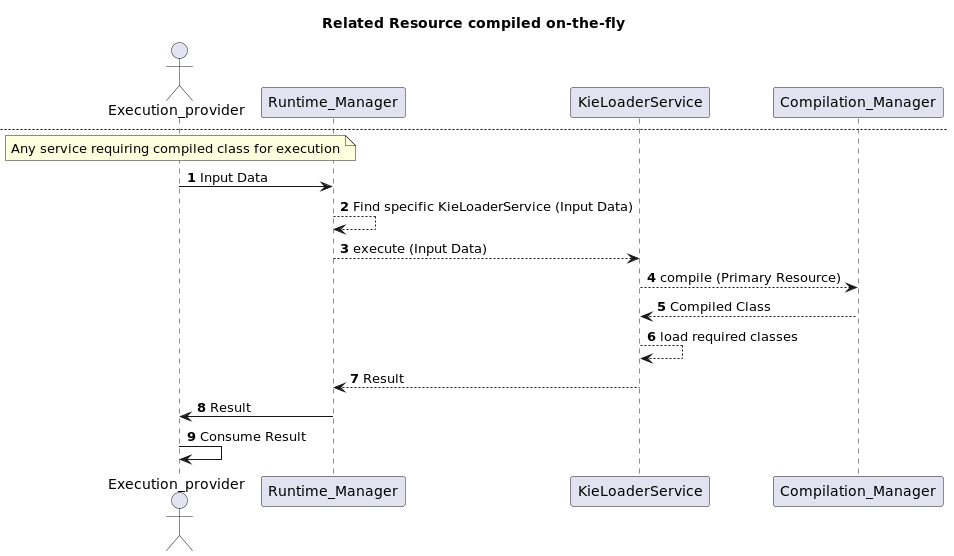 Related Resource compiled on-the-fly
Execution_provider
Runtime_Manager
KieLoaderService
Compilation_Manager
Any service requiring compiled class for execution
1 Input Data
2 Find specific KieLoaderService (Input Data)
3 execute (Input Data)
4 compile (Primary Resource)
5 Compiled Class
6 load required classes
7 Result
8 Result
9 Consume Result
Execution_provider
Runtime_Manager
KieLoaderService
Compilation_Manager